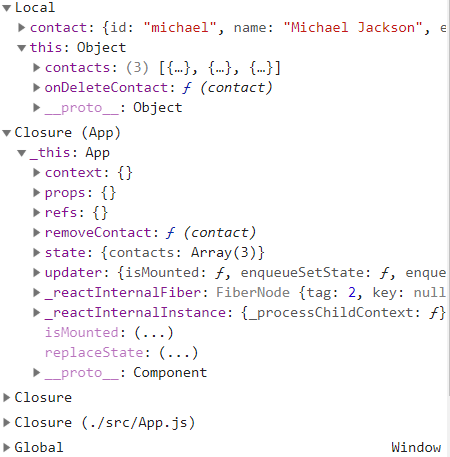 Local
contact: {id: "michael", name: "Michael Jackson", e
this: Object
contacts: (3) [{…}, {…}, {…}]
onDeleteContact: ƒ (contact)
__proto__: Object
Closure (App)
_this: App
context: {}
props: {}
refs: {}
removeContact: ƒ (contact)
state: {contacts: Array(3)}
updater: {isMounted: ƒ, enqueueSetState: ƒ, enque
_reactInternalFiber: FiberNode {tag: 2, key: null
_reactInternalInstance: {_processChildContext: ƒ}
isMounted: (...)
replaceState: (...)
__proto__: Component
Closure
Closure (./src/App.js)
Global Window